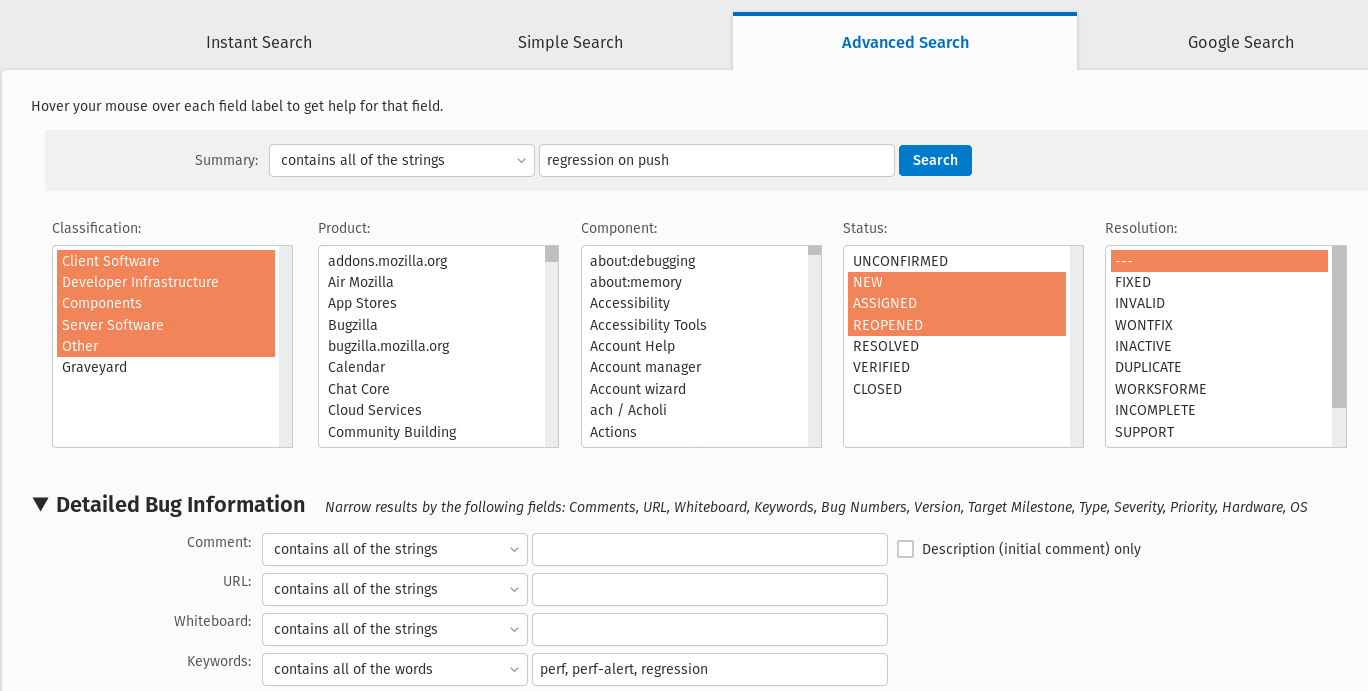 Instant Search
Simple Search
Advanced Search
Google Search
Hover your mouse over each field label to get help for that field.
Summary: contains all of the strings regression on push Search
Classification:
Client Software
Developer Infrastructure
Components
Server Software
Other
Graveyard
Product:
addons.mozilla.org
Air Mozilla
App Stores
Bugzilla
bugzilla.mozilla.org
Calendar
Chat Core
Cloud Services
Community Building
Component:
about:debugging
about:memory
Accessibility
Accessibility Tools
Account Help
Account manager
Account wizard
ach / Acholi
Actions
Status:
UNCONFIRMED
NEW
ASSIGNED
REOPENED
RESOLVED
VERIFIED
CLOSED
Resolution:
---
FIXED
INVALID
WONTFIX
INACTIVE
DUPLICATE
WORKSFORME
INCOMPLETE
SUPPORT
▼ Detailed Bug Information Narrow results by the following fields: Comments, URL, Whiteboard, Keywords, Bug Numbers, Version, Target Milestone, Type, Severity, Priority, Hardware, OS
Comment: contains all of the strings Description (initial comment) only
URL: contains all of the strings
Whiteboard: contains all of the strings
Keywords: contains all of the words perf, perf-alert, regression